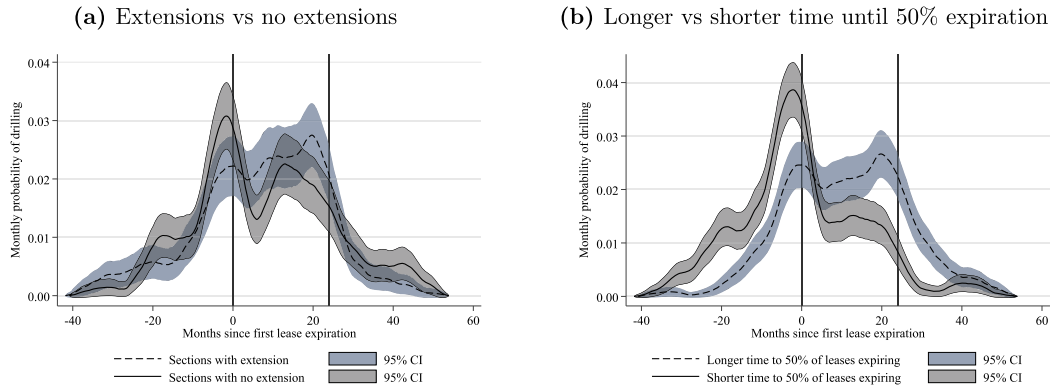 (a) Extensions vs no extensions
Monthly probability of drilling
0.04
0.03
0.02
0.01
0.00
-40 -20 0 20 40 60
Months since first lease expiration
Sections with extension 95% CI
Sections with no extension 95% CI
(b) Longer vs shorter time until 50% expiration
Monthly probability of drilling
0.04
0.03
0.02
0.01
0.00
-40 -20 0 20 40 60
Months since first lease expiration
Longer time to 50% of leases expiring 95% CI
Shorter time to 50% of leases expiring 95% CI